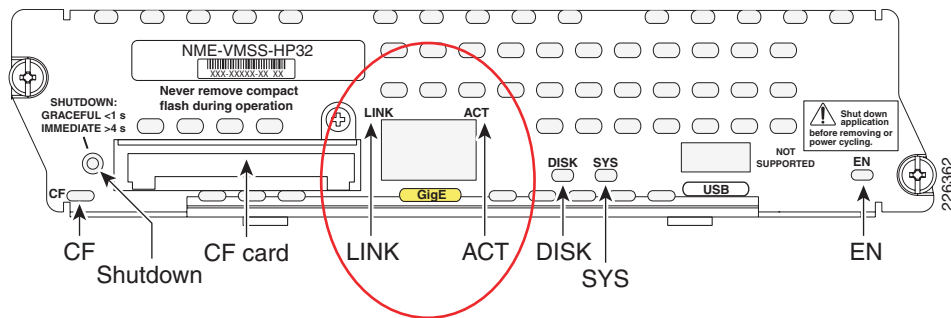 NME-VMSS-HP32
XXX-XXXXX-XX XX
Never remove compact
flash during operation
SHUTDOWN:
GRACEFUL <1 s
IMMEDIATE >4 s
LINK
ACT
Shut down
application
before removing or
power cycling.
DISK
SYS
NOT
SUPPORTED
EN
CF
GigE
USB
CF
Shutdown
CF card
LINK
ACT
DISK
SYS
EN
226362